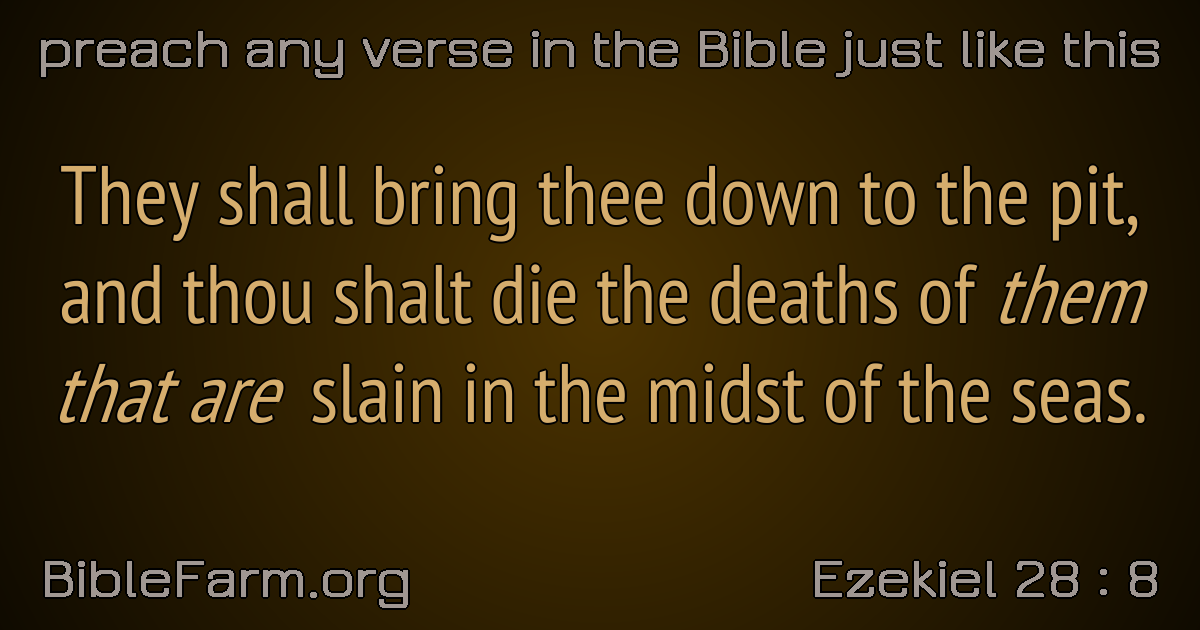 preach any verse in the Bible just like this
They shall bring thee down to the pit,
and thou shalt die the deaths of them
that are slain in the midst of the seas.
BibleFarm.org
Ezekiel 28 : 8